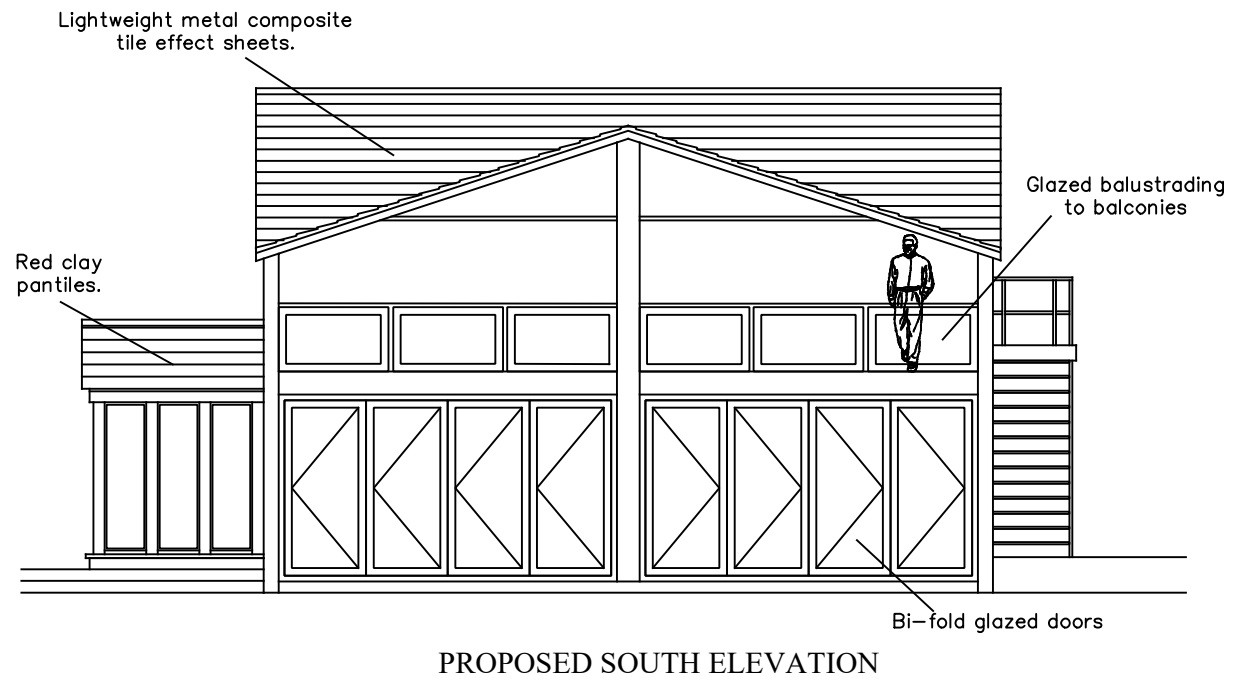 Lightweight metal composite
tile effect sheets.
Glazed balustrading
to balconies
Red clay
pantiles.
Bi-fold glazed doors
PROPOSED SOUTH ELEVATION